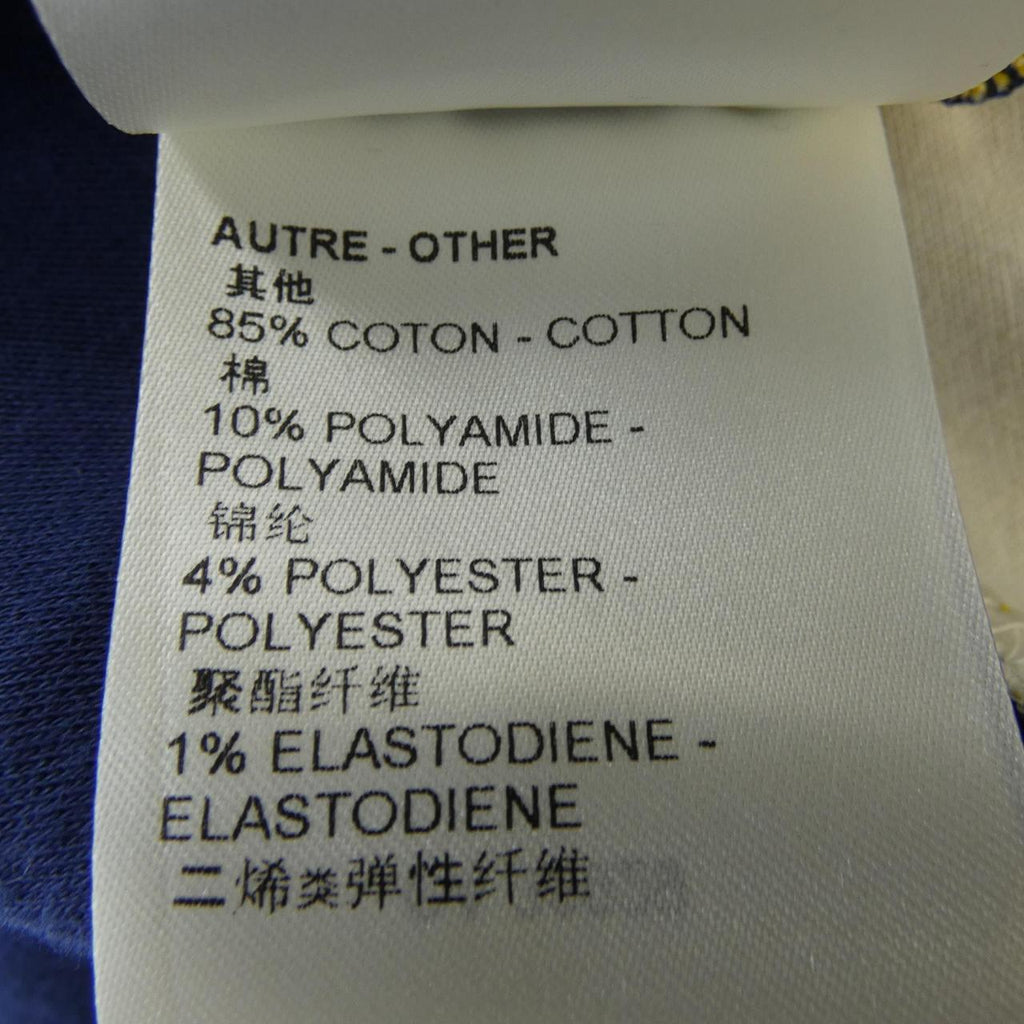 AUTRE - OTHER
其他
85% COTON - COTTON
棉
10% POLYAMIDE -
POLYAMIDE
锦纶
4% POLYESTER -
POLYESTER
聚酯纤维
1% ELASTODIENE -
ELASTODIENE
二烯类弹性纤维